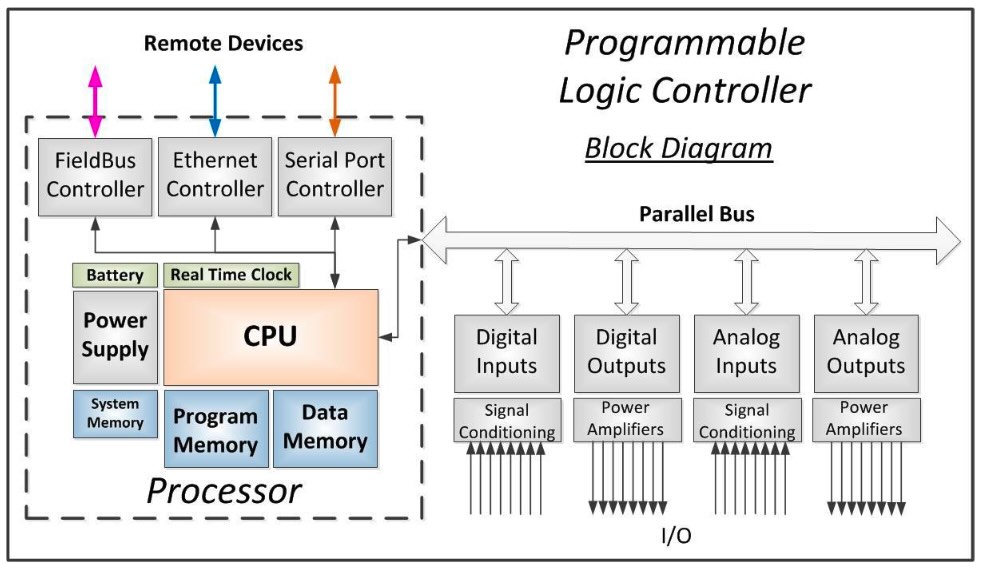 Remote Devices
Programmable
Logic Controller
Block Diagram
FieldBus
Controller
Ethernet
Controller
Serial Port
Controller
Parallel Bus
Battery
Real Time Clock
Power
Supply
CPU
System
Memory
Program
Memory
Data
Memory
Processor
Digital
Inputs
Digital
Outputs
Analog
Inputs
Analog
Outputs
Signal
Conditioning
Power
Amplifiers
Signal
Conditioning
Power
Amplifiers
I/O